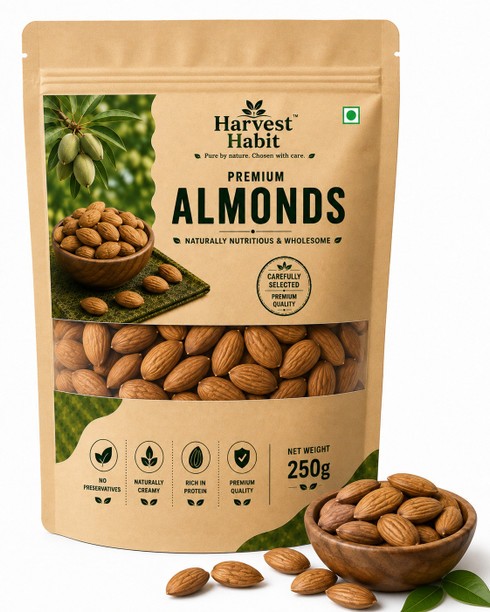 Harvest™
Habit
Pure by nature. Chosen with care.
PREMIUM
ALMONDS
NATURALLY NUTRITIOUS & WHOLESOME
CAREFULLY
SELECTED
PREMIUM
QUALITY
NO
PRESERVATIVES
NATURALLY
CREAMY
RICH IN
PROTEIN
PREMIUM
QUALITY
NET WEIGHT
250g